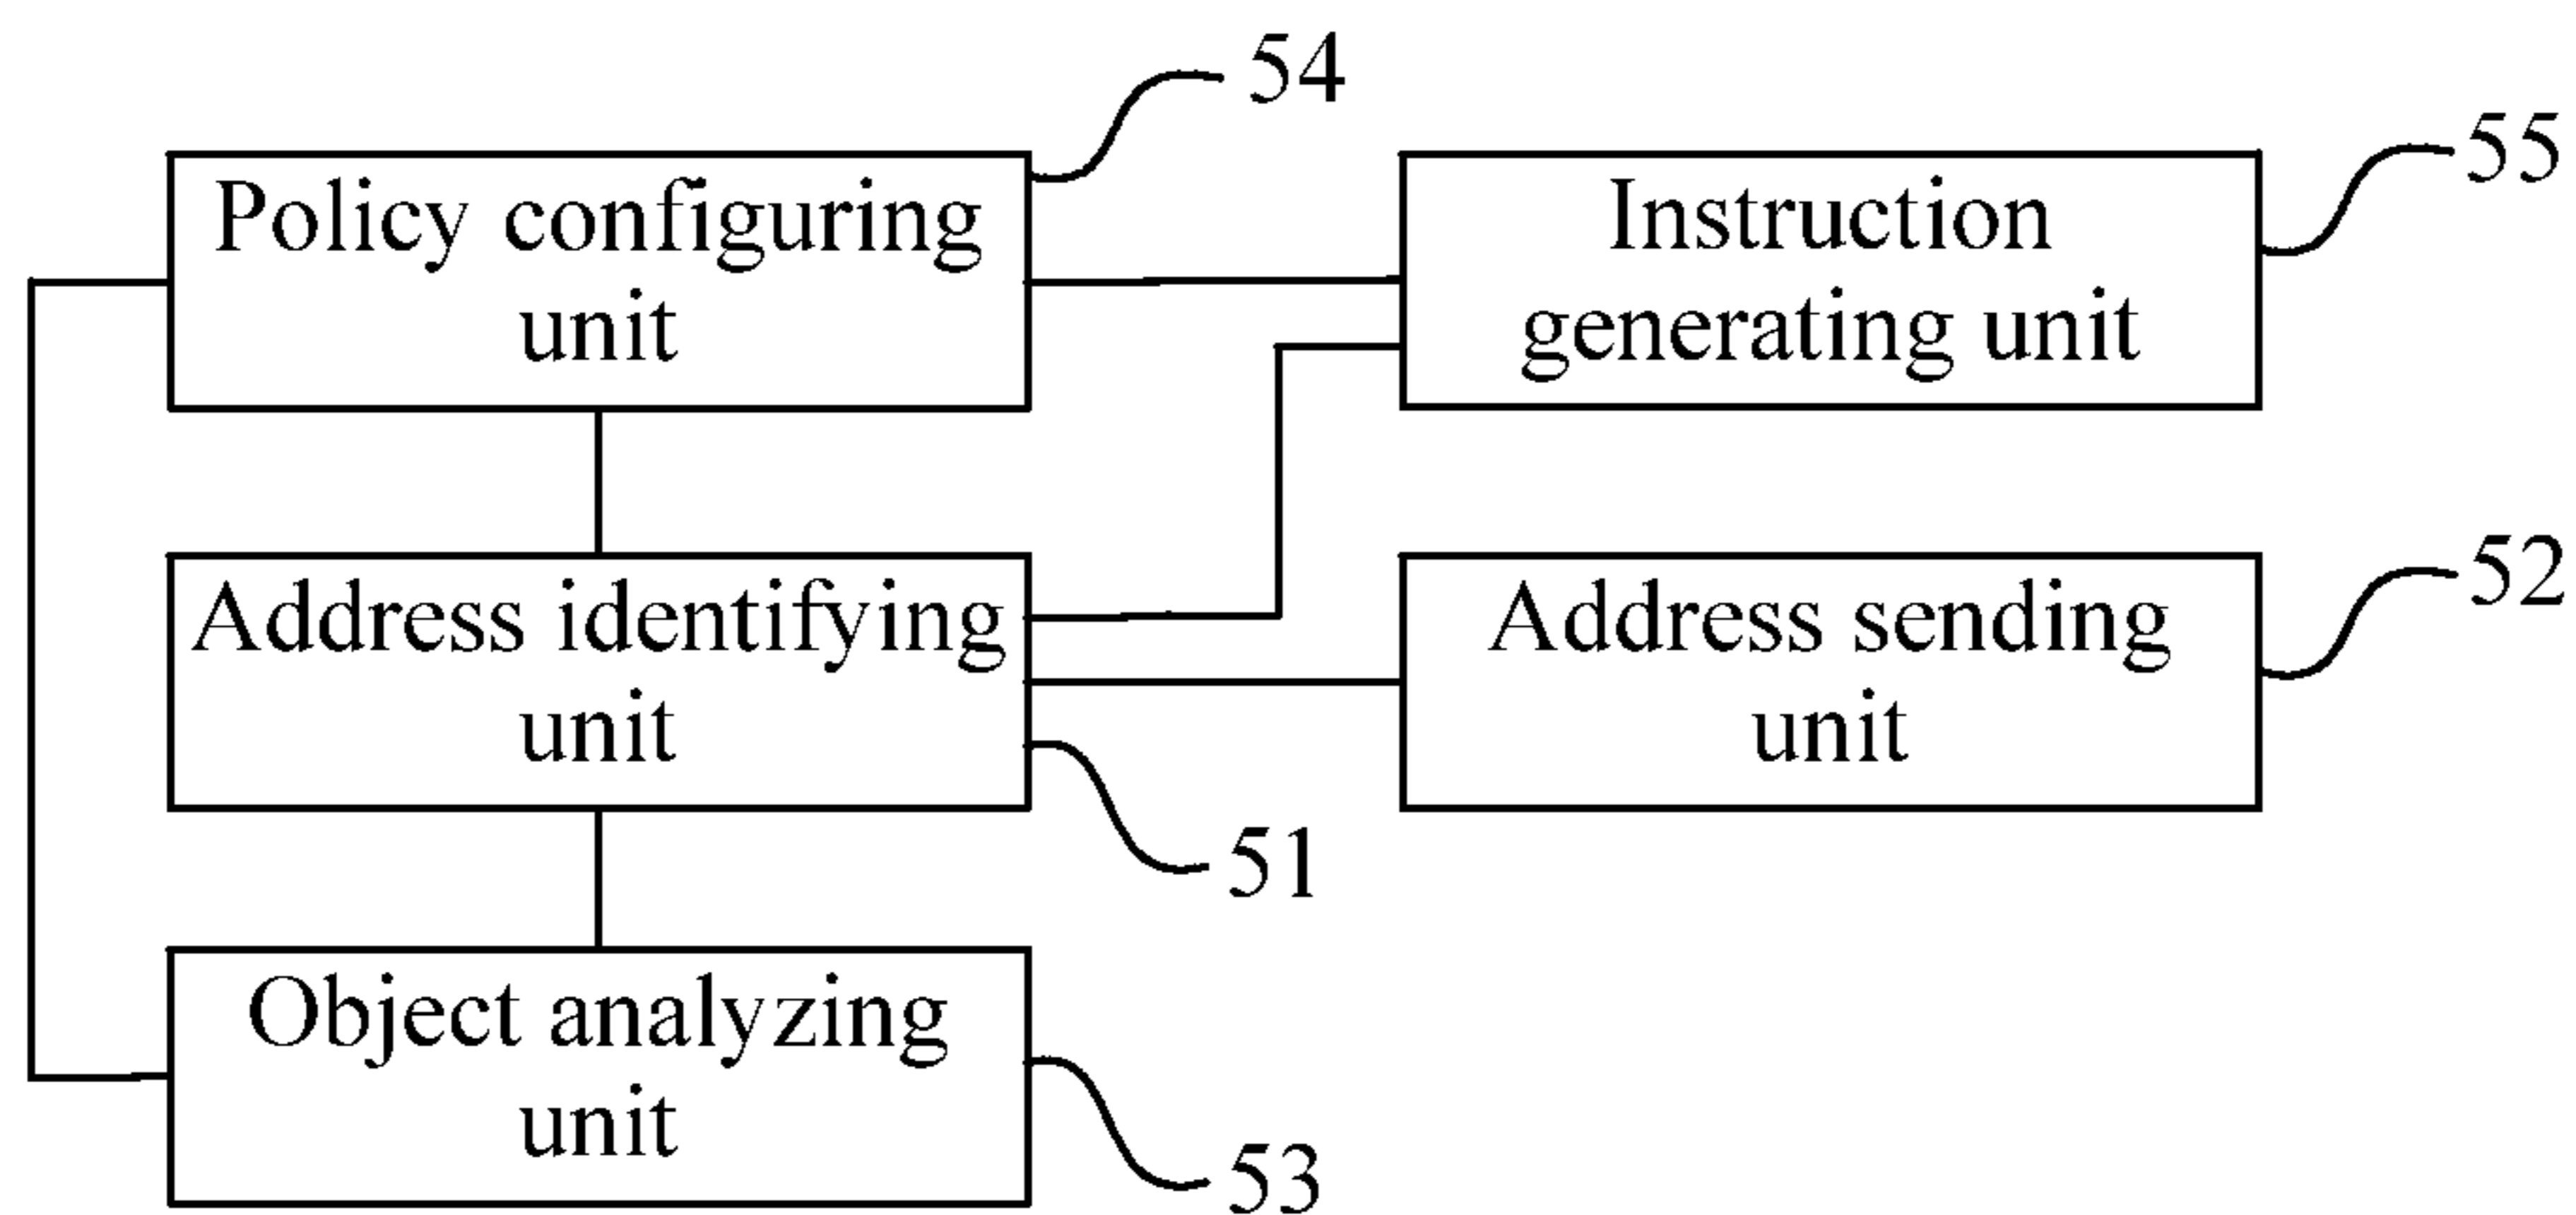 54
Policy configuring
unit
55
Instruction
generating unit
Address identifying
unit
51
52
Address sending
unit
Object analyzing
unit
53